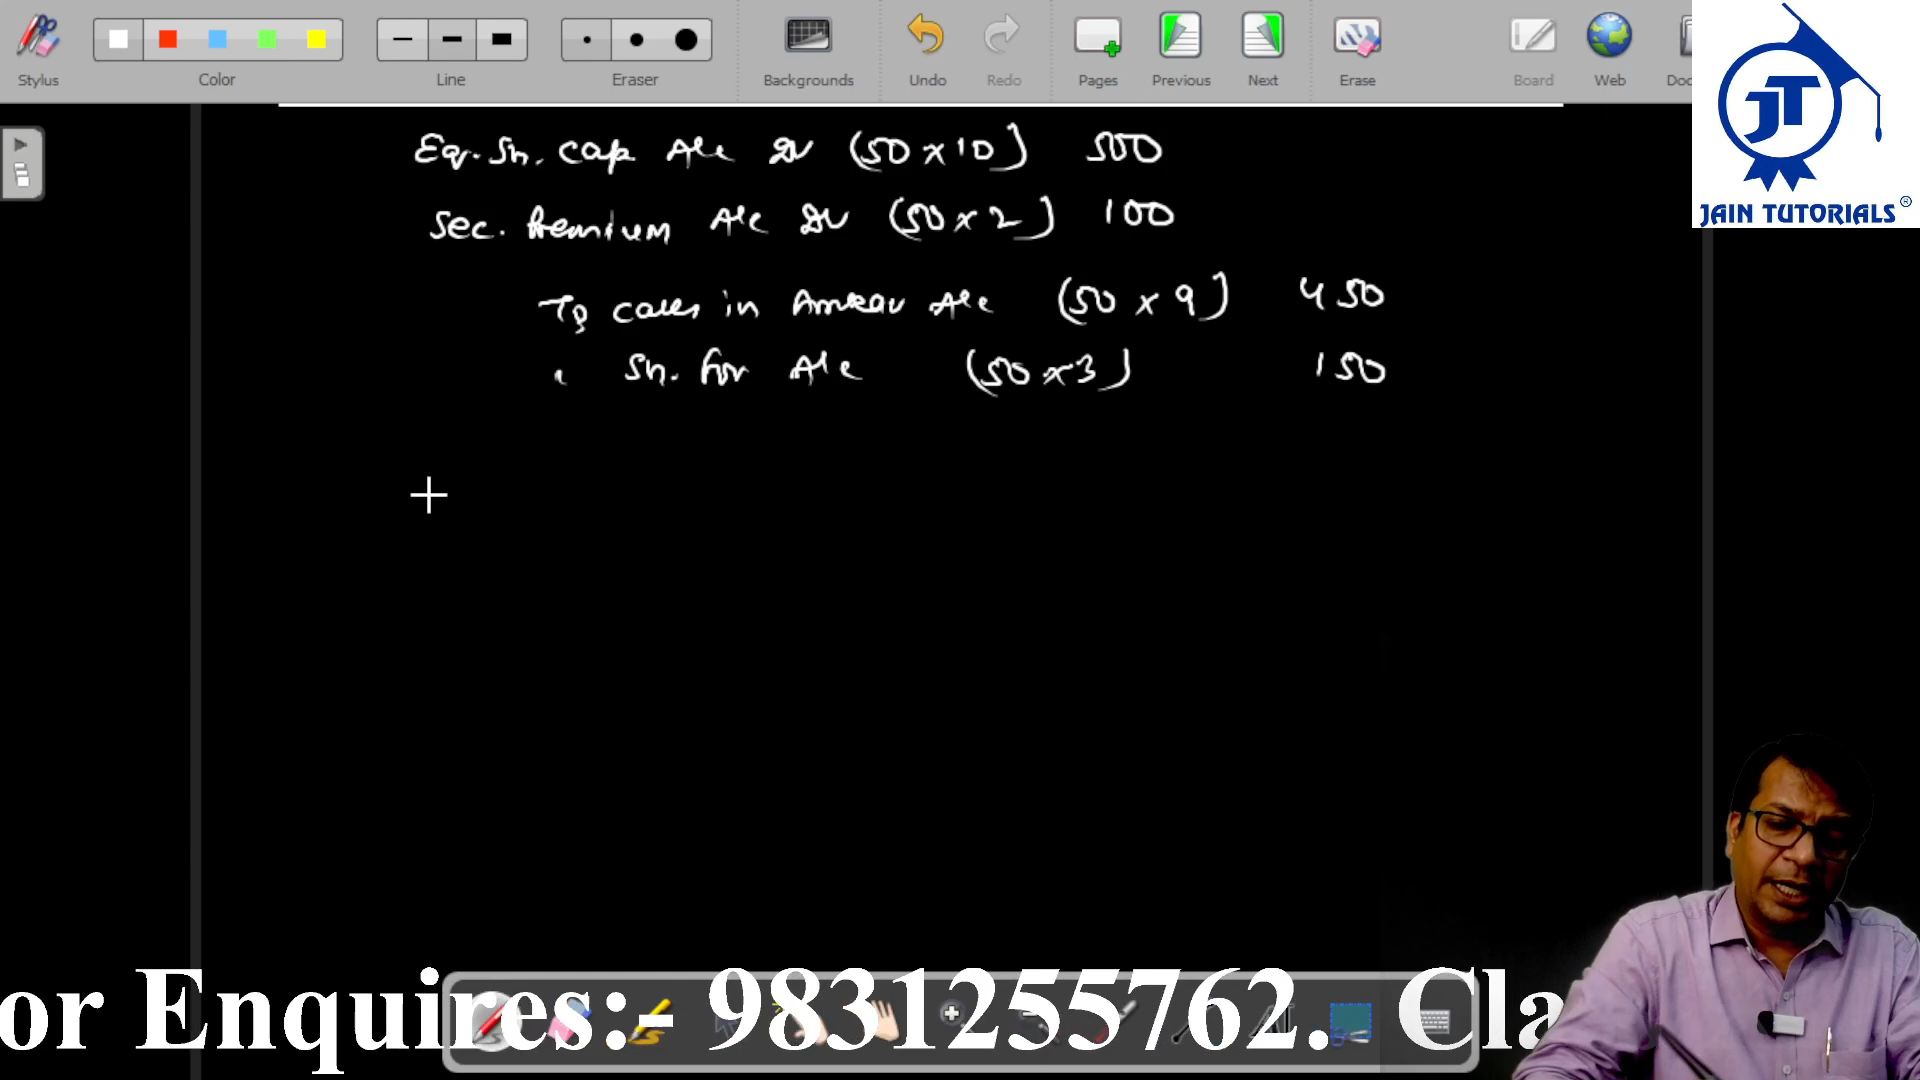 Stylus Color Line Eraser Backgrounds Undo Redo Pages Previous Next Erase Board Web Doc
JT
JAIN TUTORIALS®
Eq. Sh. Cap A/c Dr (50 x 10) 500
Sec. Premium A/c Dr (50 x 2) 100
To Calls in Arrear A/c (50 x 9) 450
" Sh. For A/c (50 x 3) 150
or Enquires:- 9831255762. Cla